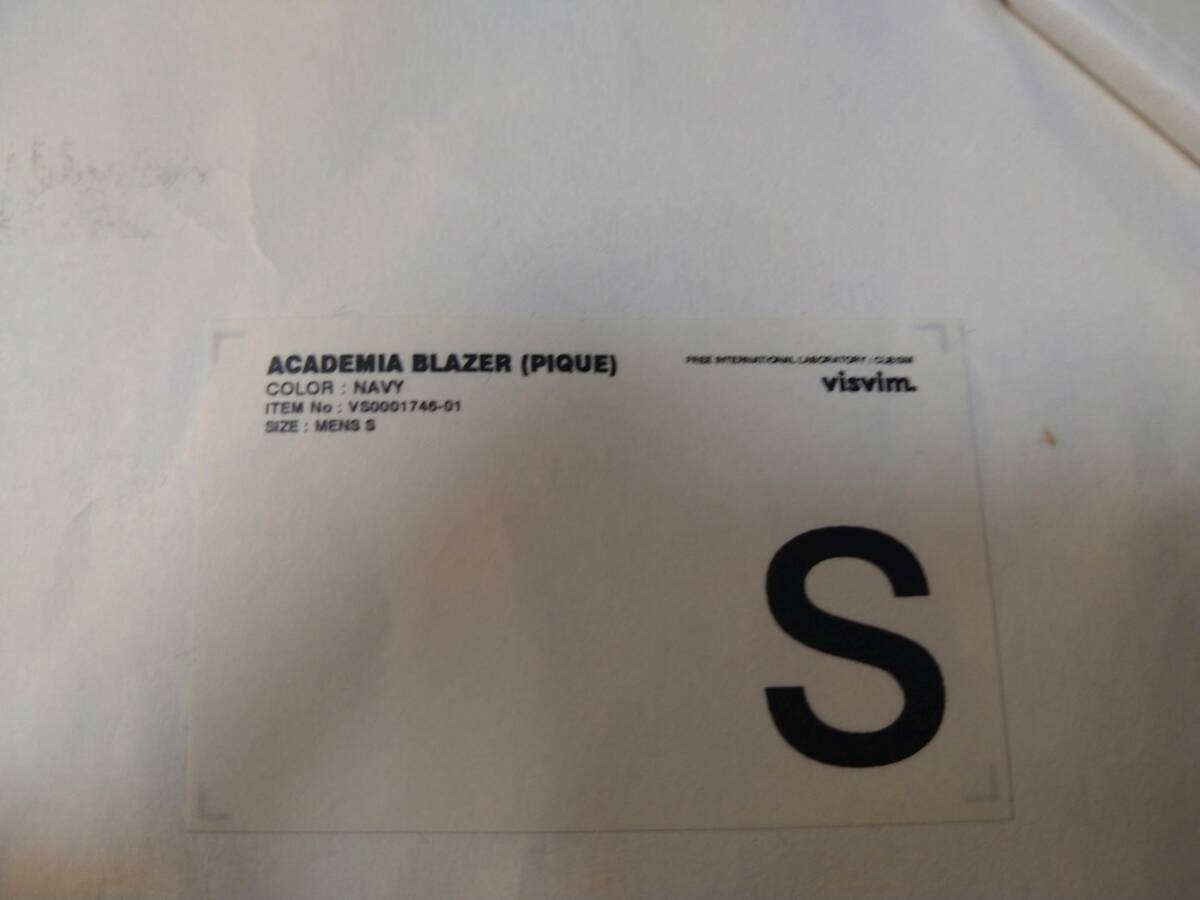 ACADEMIA BLAZER (PIQUE)
COLOR : NAVY
ITEM No : VS0001746-01
SIZE : MENS S
FREE INTERNATIONAL LABORATORY / CUBISM
visvim.
S